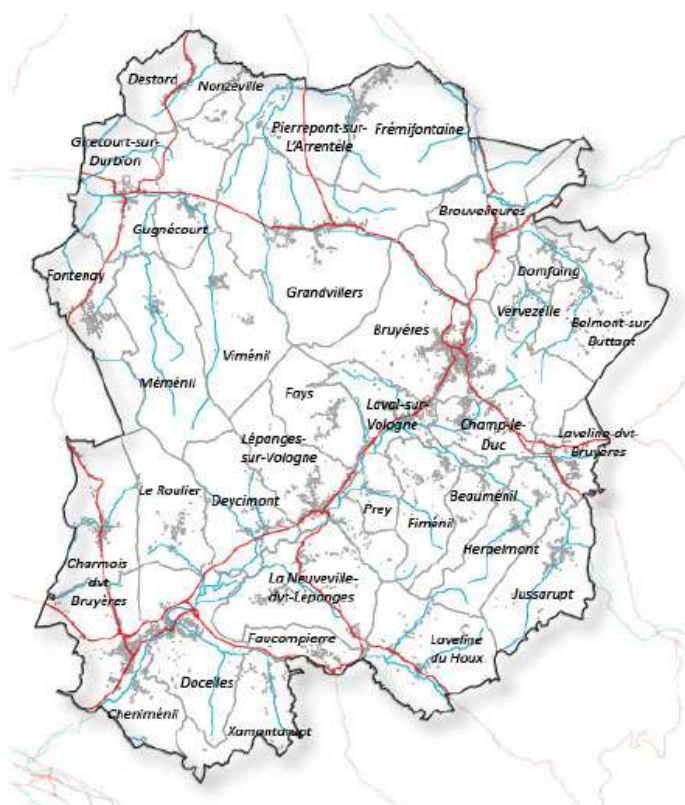 Destord
Nonzeville
Pierrepont-sur-
L'Arrentèle
Frémifontaine
Girecourt-sur-
Durbion
Brouvelieures
Gugnécourt
Fontenay
Domfaing
Grandvillers
Vervezelle
Belmont-sur
Buttant
Bruyères
Viménil
Méménil
Fays
Laval-sur-
Vologne
Champ-le-
Duc
Laveline-dvt-
Bruyères
Lépanges-
sur-Vologne
Le Roulier
Deycimont
Beauménil
Prey
Fiménil
Herpelmont
Charmois
dvt
Bruyères
La Neuveville-
dvt-Lépanges
Jussarupt
Faucompierre
Laveline
du Houx
Docelles
Cheniménil
Xamontarupt